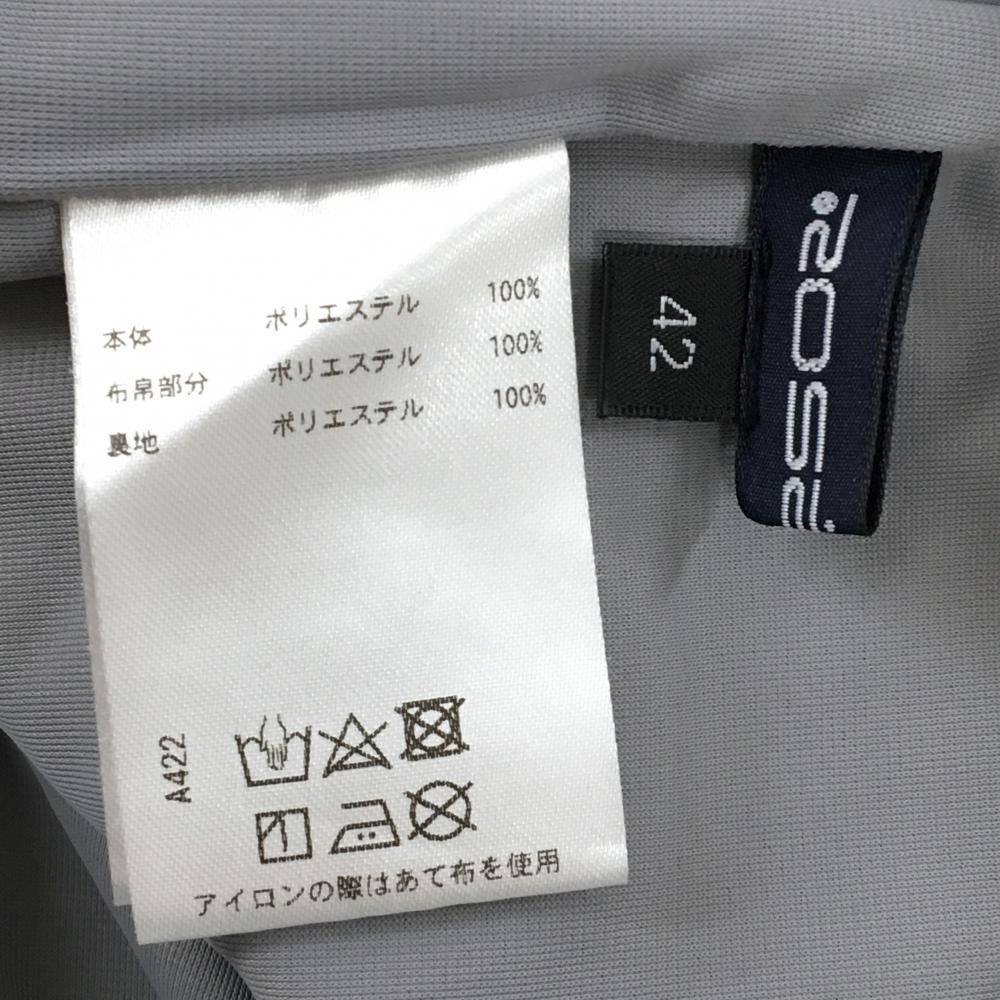 本体 ポリエステル 100%
布帛部分 ポリエステル 100%
裏地 ポリエステル 100%
A422
アイロンの際はあて布を使用
42